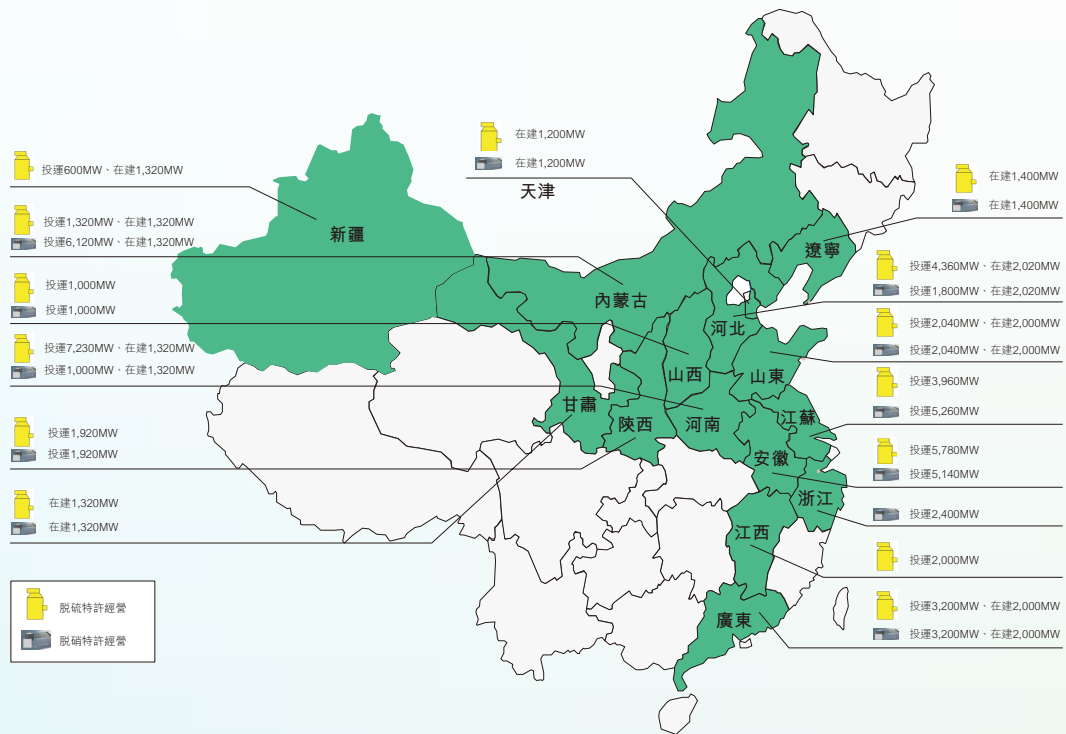 投運600MW、在建1,320MW
投運1,320MW、在建1,320MW
投運6,120MW、在建1,320MW
投運1,000MW
投運1,000MW
投運7,230MW、在建1,320MW
投運1,000MW、在建1,320MW
投運1,920MW
投運1,920MW
在建1,320MW
在建1,320MW
脱硫特許經營
脱硝特許經營
在建1,200MW
在建1,200MW
天津
新疆
內蒙古
遼寧
河北
山西
山東
甘肅
陝西
河南
江蘇
安徽
浙江
江西
廣東
在建1,400MW
在建1,400MW
投運4,360MW、在建2,020MW
投運1,800MW、在建2,020MW
投運2,040MW、在建2,000MW
投運2,040MW、在建2,000MW
投運3,960MW
投運5,260MW
投運5,780MW
投運5,140MW
投運2,400MW
投運2,000MW
投運3,200MW、在建2,000MW
投運3,200MW、在建2,000MW